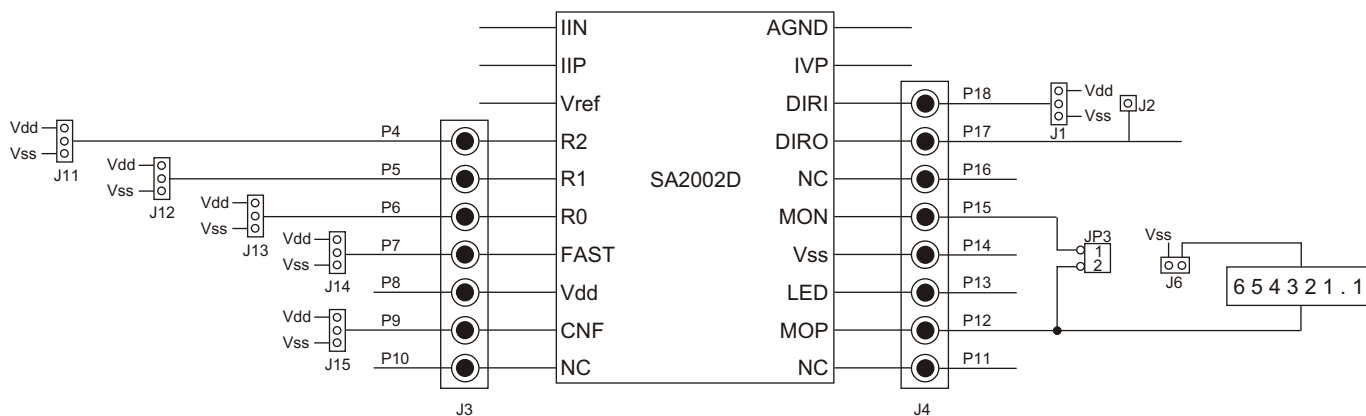 IIN AGND
IIP IVP
Vref DIRI P18 Vdd J2
Vss
J1
Vdd P4 R2 DIRO P17
Vss
J11
Vdd P5 R1 SA2002D NC P16
Vss
J12
Vdd P6 R0 MON P15
Vss
J13
Vdd P7 FAST Vss P14 JP3 Vss
Vss 1
J14 2 J6
P8 Vdd LED P13 654321.1
Vdd P9 CNF MOP P12
Vss
J15 P10 NC NC P11
J3 J4